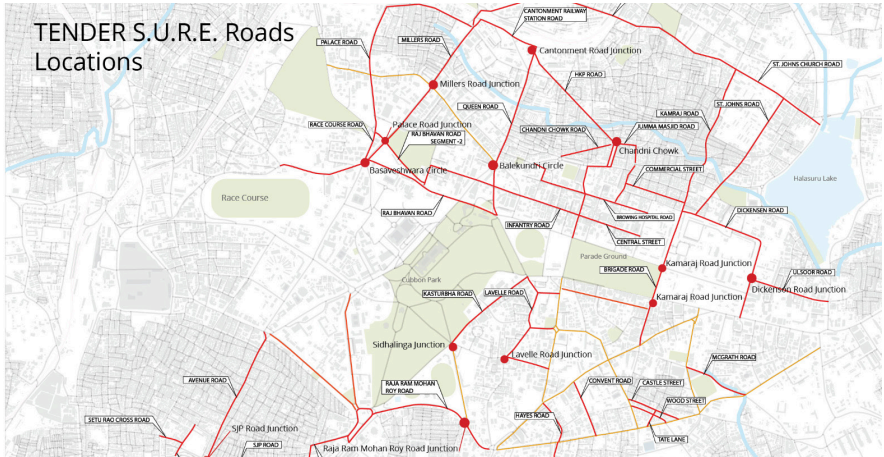 TENDER S.U.R.E. Roads
Locations
CANTONMENT RAILWAY
STATION ROAD
PALACE ROAD
MILLERS ROAD
Cantonment Road Junction
ST. JOHNS CHURCH ROAD
HKP ROAD
Millers Road Junction
QUEEN ROAD
ST. JOHNS ROAD
KAMRAJ ROAD
RACE COURSE ROAD
Palace Road Junction
CHANDNI CHOWK ROAD
JUMMA MASJID ROAD
RAJ BHAVAN ROAD
SEGMENT -2
Chandni Chowk
Basaveshwara Circle
Balekundri Circle
COMMERCIAL STREET
Halasuru Lake
Race Course
RAJ BHAVAN ROAD
INFANTRY ROAD
BROWING HOSPITAL ROAD
DICKENSEN ROAD
CENTRAL STREET
Parade Ground
Kamaraj Road Junction
BRIGADE ROAD
ULSOOR ROAD
Cubbon Park
Dickenson Road Junction
KASTURBHA ROAD
LAVELLE ROAD
Kamaraj Road Junction
Sidhalinga Junction
Lavelle Road Junction
MCGRATH ROAD
AVENUE ROAD
RAJA RAM MOHAN
ROY ROAD
CONVENT ROAD
CASTLE STREET
WOOD STREET
SETU RAO CROSS ROAD
HAYES ROAD
SJP Road Junction
TATE LANE
SJP ROAD
Raja Ram Mohan Roy Road Junction